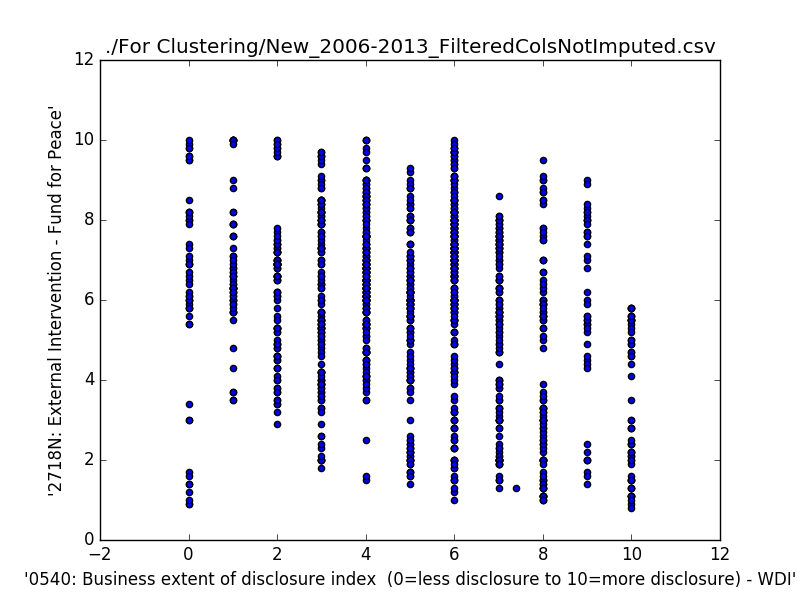 ./For Clustering/New_2006-2013_FilteredColsNotImputed.csv
'2718N: External Intervention - Fund for Peace'
12
10
8
6
4
2
0
−2 0 2 4 6 8 10 12
'0540: Business extent of disclosure index  (0=less disclosure to 10=more disclosure) - WDI'